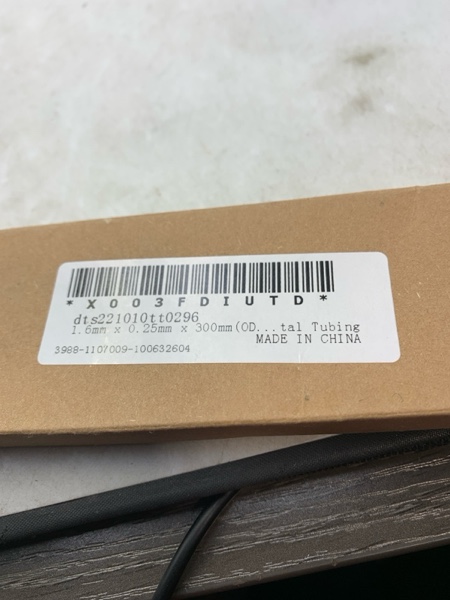 *X003FDIUTD*
dts221010tt0296
1.6mm x 0.25mm x 300mm(OD...tal Tubing
MADE IN CHINA
3988-1107009-100632604